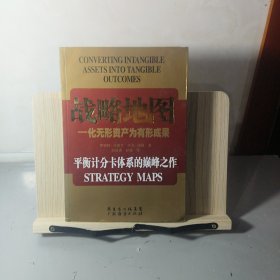 CONVERTING INTANGIBLE
ASSETS INTO TANGIBLE
OUTCOMES
战略地图
—化无形资产为有形成果
平衡计分卡体系的巅峰之作
STRATEGY MAPS